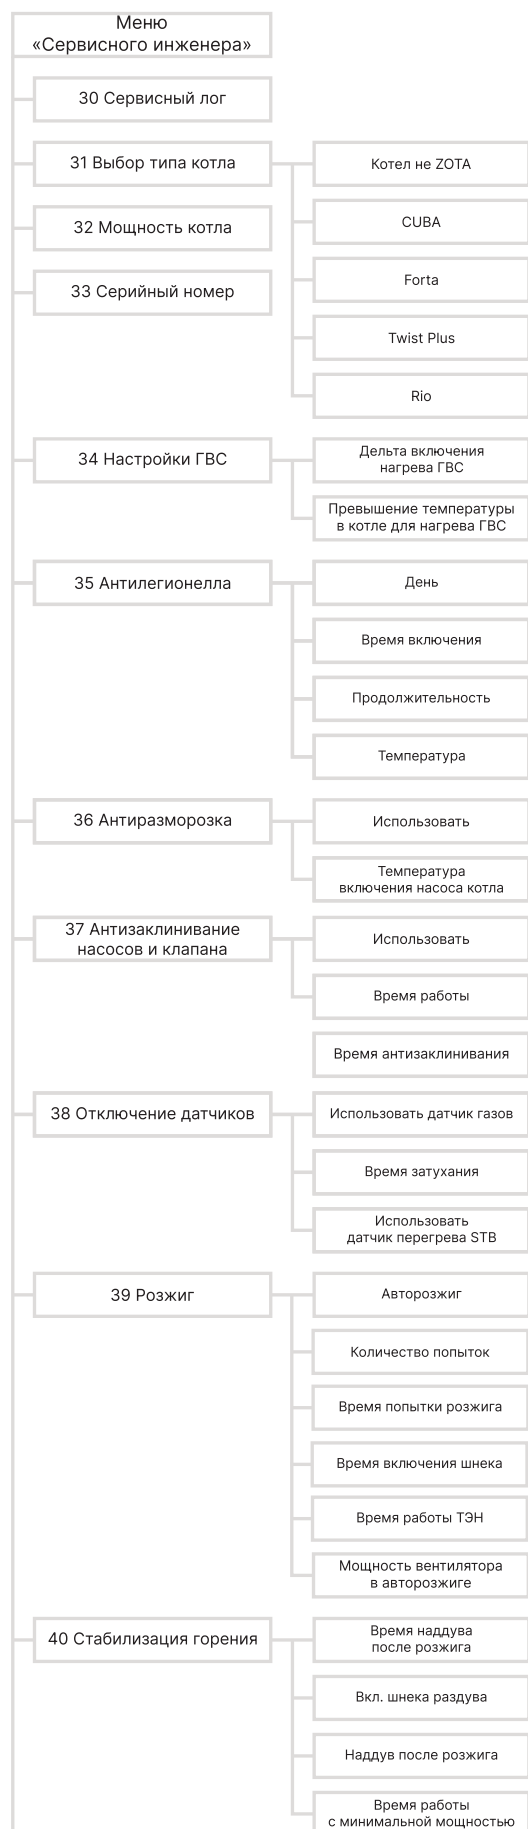 Меню
«Сервисного инженера»
30 Сервисный лог
31 Выбор типа котла
Котел не ZOTA
CUBA
32 Мощность котла
Forta
33 Серийный номер
Twist Plus
Rio
34 Настройки ГВС
Дельта включения
нагрева ГВС
Превышение температуры
в котле для нагрева ГВС
35 Антилегионелла
День
Время включения
Продолжительность
Температура
36 Антиразморозка
Использовать
Температура
включения насоса котла
37 Антизаклинивание
насосов и клапана
Использовать
Время работы
Время антизаклинивания
38 Отключение датчиков
Использовать датчик газов
Время затухания
Использовать
датчик перегрева STB
39 Розжиг
Авторозжиг
Количество попыток
Время попытки розжига
Время включения шнека
Время работы ТЭН
Мощность вентилятора
в авторозжиге
40 Стабилизация горения
Время наддува
после розжига
Вкл. шнека раздува
Наддув после розжига
Время работы
с минимальной мощностью